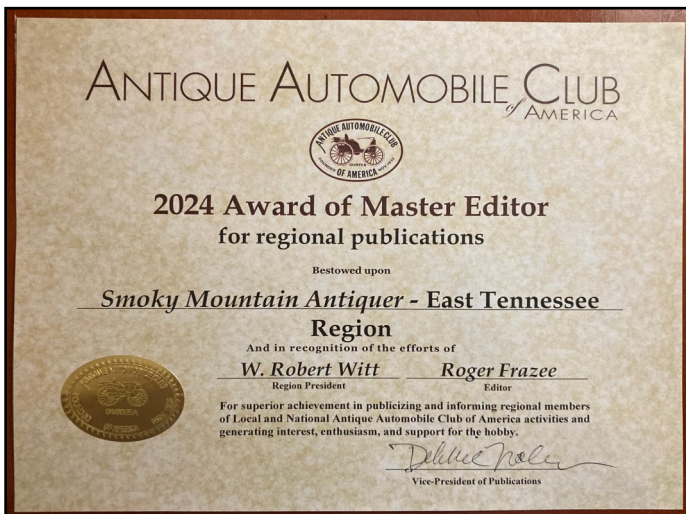 ANTIQUE AUTOMOBILE CLUB
of AMERICA
ANTIQUE AUTOMOBILE CLUB
OF AMERICA
2024 Award of Master Editor
for regional publications
Bestowed upon
Smoky Mountain Antiquer - East Tennessee
Region
And in recognition of the efforts of
W. Robert Witt Roger Frazee
Region President Editor
For superior achievement in publicizing and informing regional members
of Local and National Antique Automobile Club of America activities and
generating interest, enthusiasm, and support for the hobby.
Vice-President of Publications